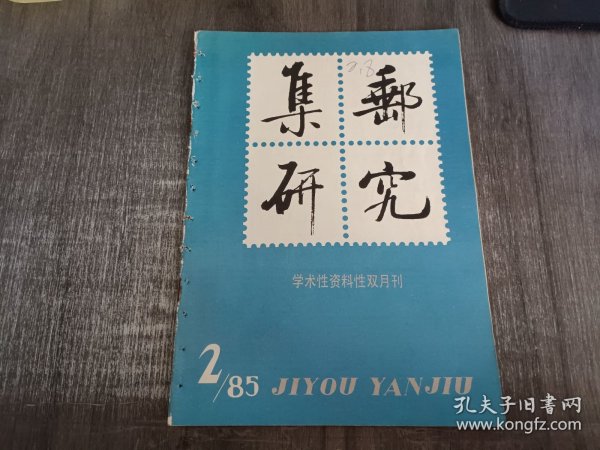 集郵
研究
学术性资料性双月刊
2/85 JIYOU YANJIU
孔夫子旧书网
www.kongfz.com